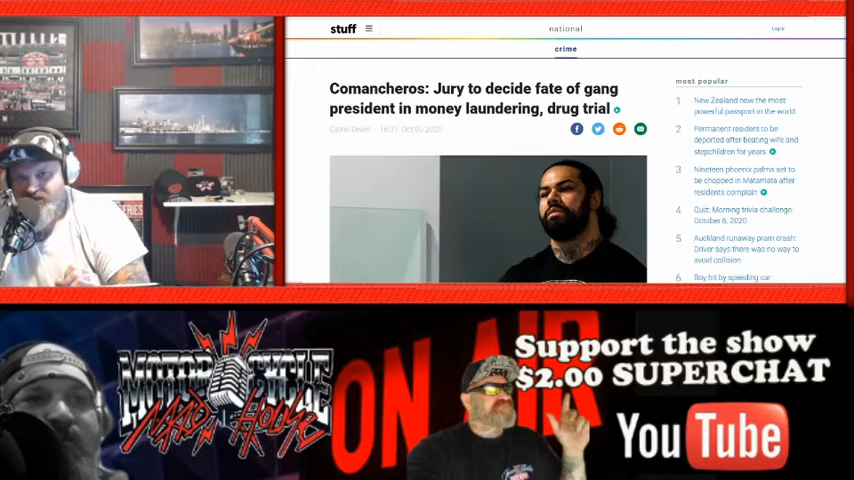 stuff
national
Login
crime
Comancheros: Jury to decide fate of gang
president in money laundering, drug trial
Catrin Owen - 16:37, Oct 05 2020
most popular
1 New Zealand now the most
powerful passport in the world
2 Permanent resident to be
deported after beating wife and
stepchildren for years
3 Nineteen phoenix palms set to
be chopped in Matamata after
residents complain
4 Quiz: Morning trivia challenge:
October 6, 2020
5 Auckland runaway pram crash:
Driver says there was no way to
avoid collision
6 Boy hit by speeding car
ERIES
MOTORCYCLE
MAD HOUSE
ON AIR
Support the show
$2.00 SUPERCHAT
YouTube